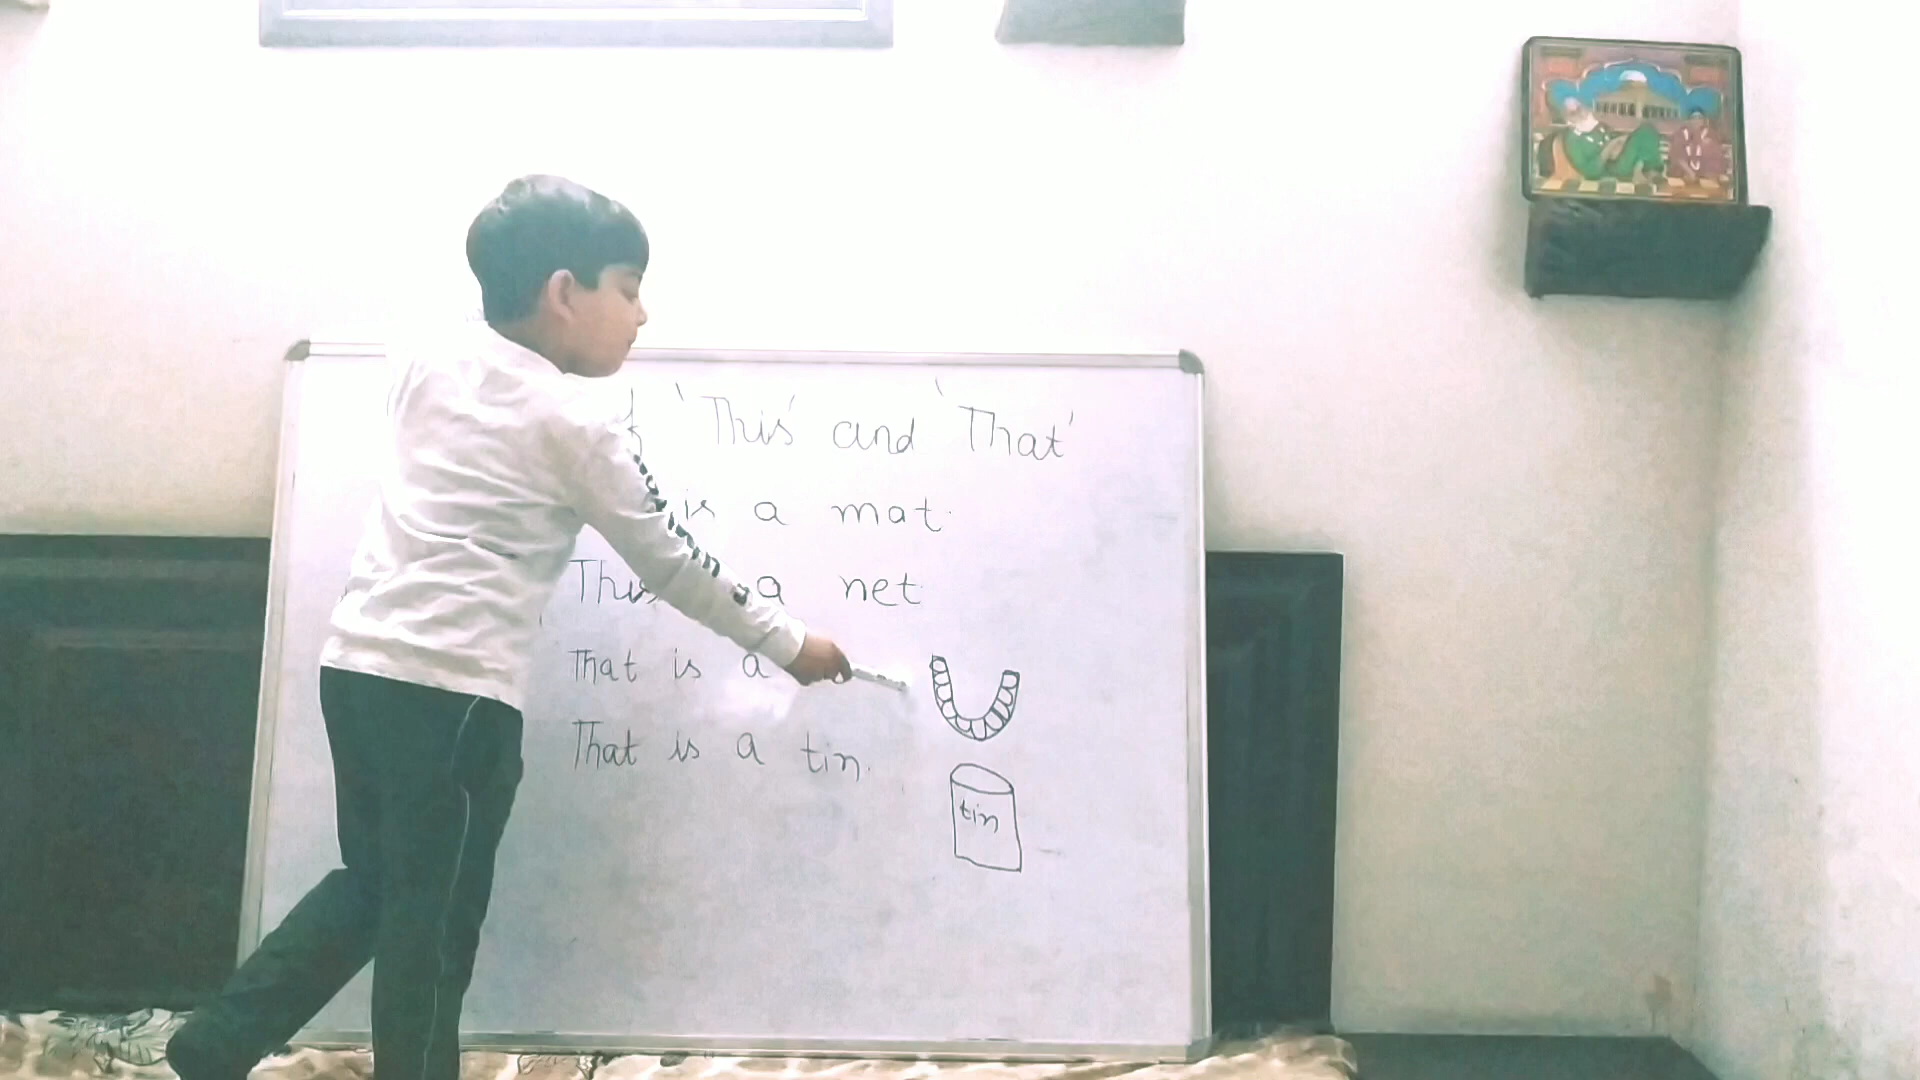 'This' and 'That'
is a mat.
This a net.
That is a
That is a tin.
tin